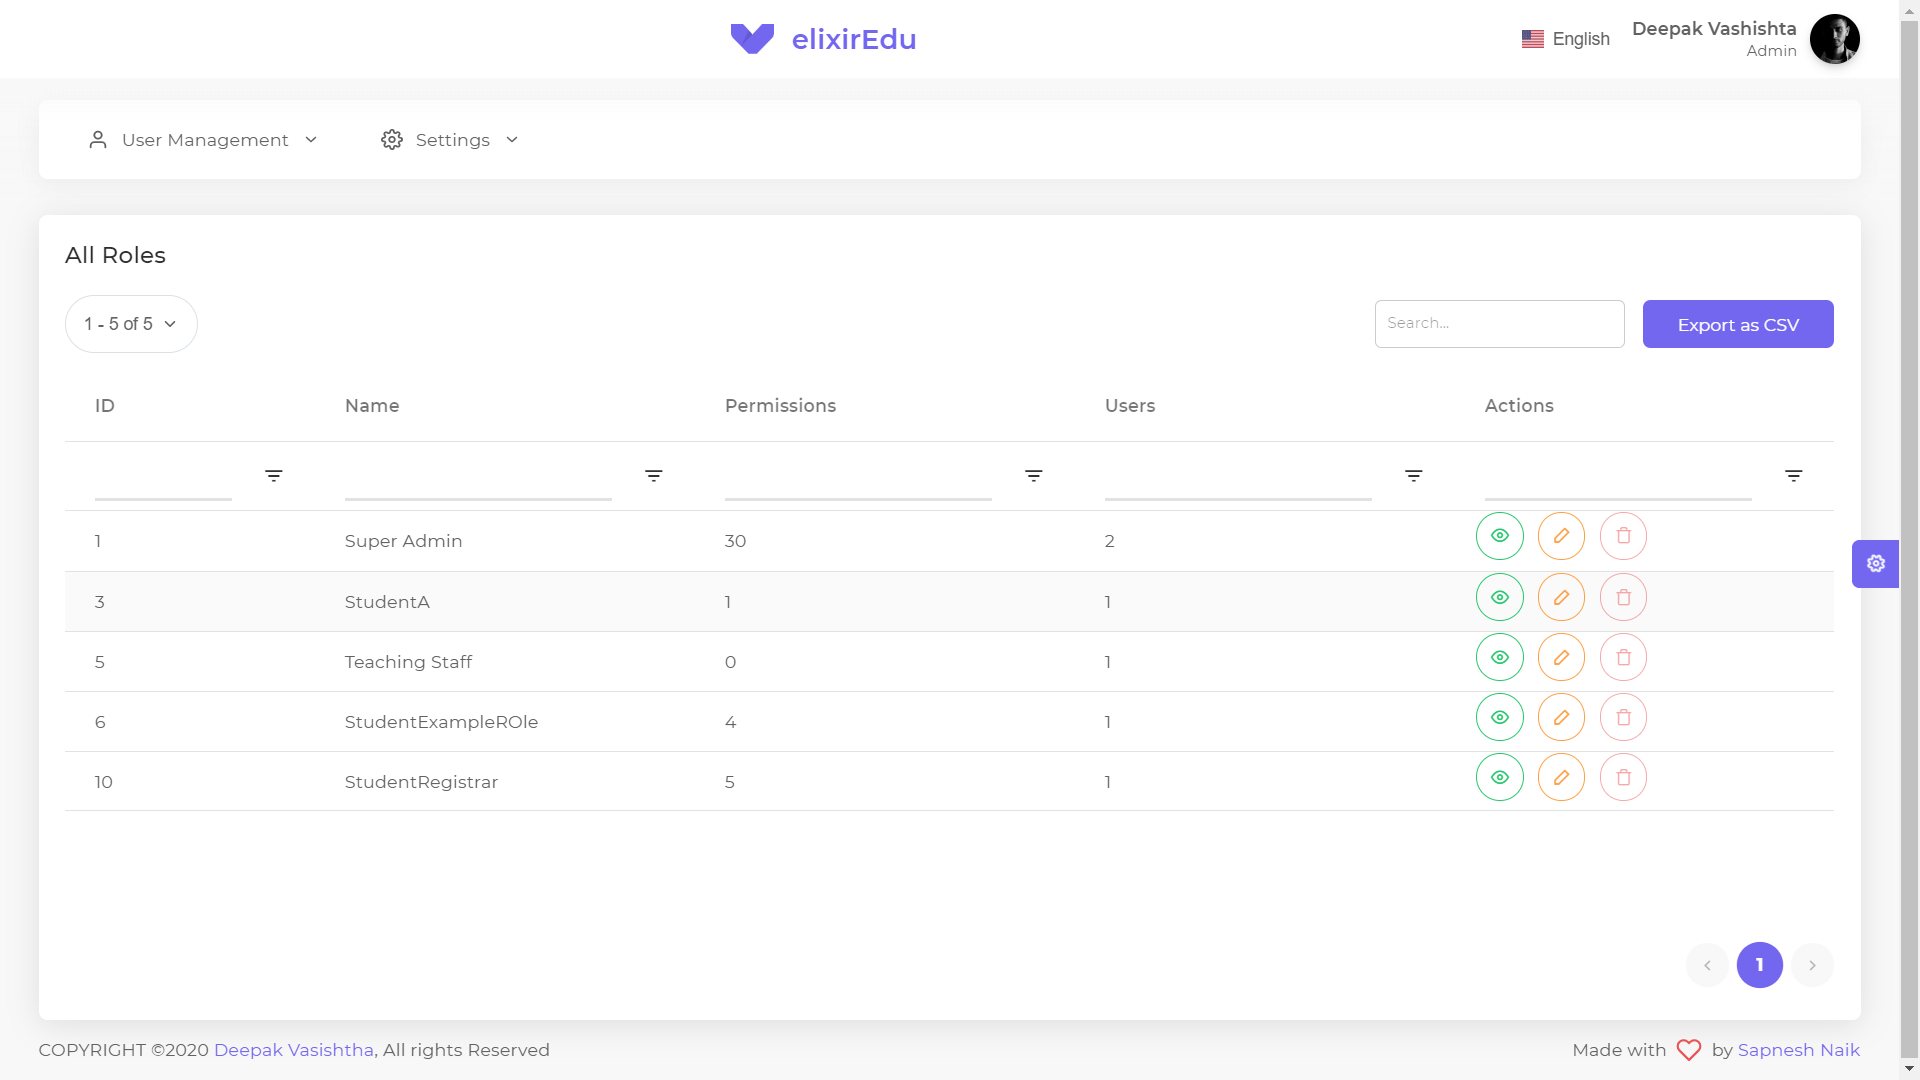 elixirEdu
English
Deepak Vashishta
Admin
User Management
Settings
All Roles
1 - 5 of 5
Search...
Export as CSV
ID Name Permissions Users Actions
1 Super Admin 30 2
3 StudentA 1 1
5 Teaching Staff 0 1
6 StudentExampleROle 4 1
10 StudentRegistrar 5 1
1
COPYRIGHT ©2020 Deepak Vasishtha, All rights Reserved
Made with by Sapnesh Naik